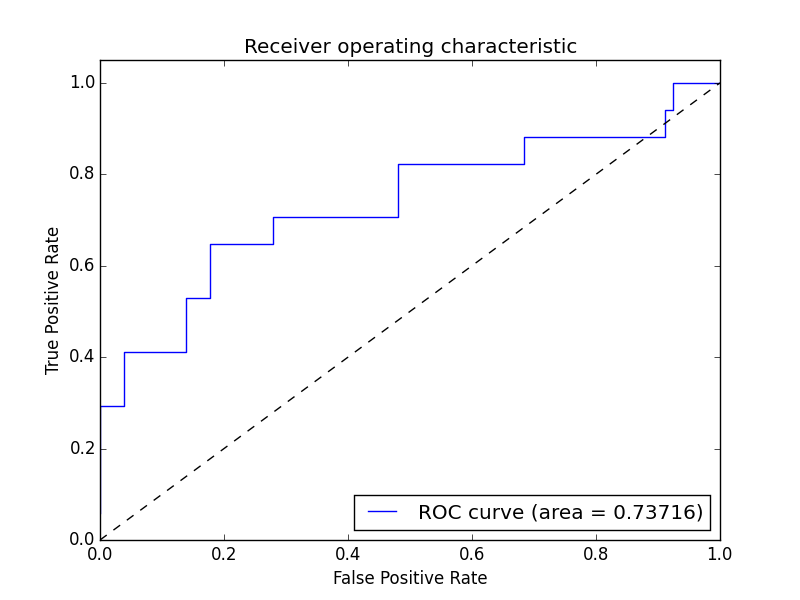 Receiver operating characteristic
1.0
0.8
0.6
0.4
0.2
0.0
True Positive Rate
ROC curve (area = 0.73716)
0.0 0.2 0.4 0.6 0.8 1.0
False Positive Rate